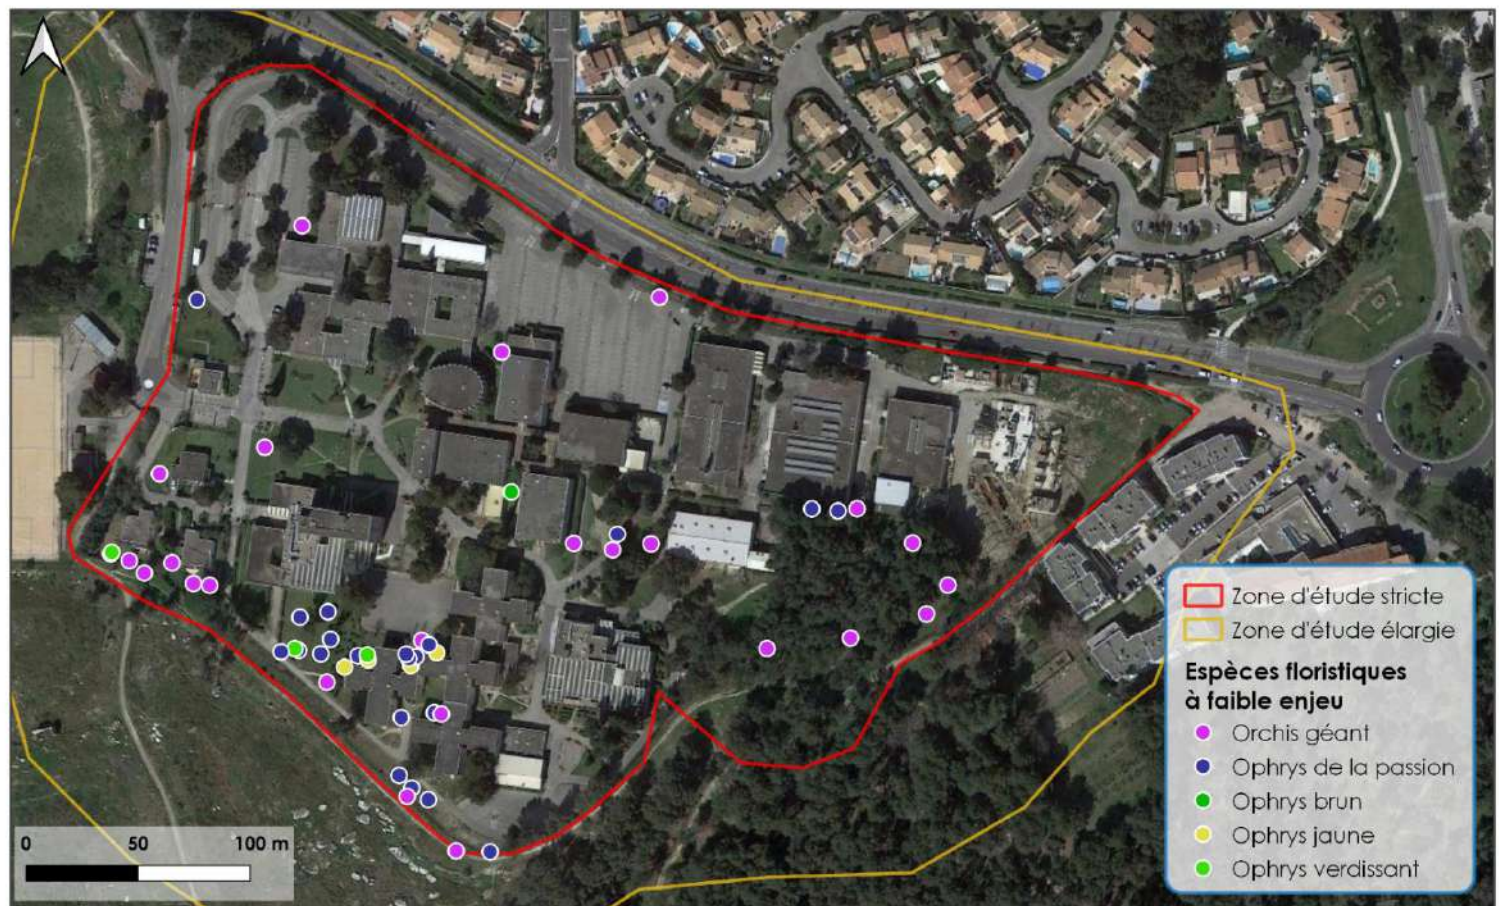 Zone d'étude stricte
Zone d'étude élargie
Espèces floristiques
à faible enjeu
Orchis géant
Ophrys de la passion
Ophrys brun
Ophrys jaune
Ophrys verdissant
0 50 100 m